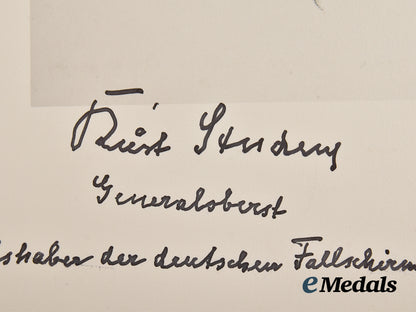 Kurt Student
Generaloberst
shaber der deutschen Fallschirm
eMedals